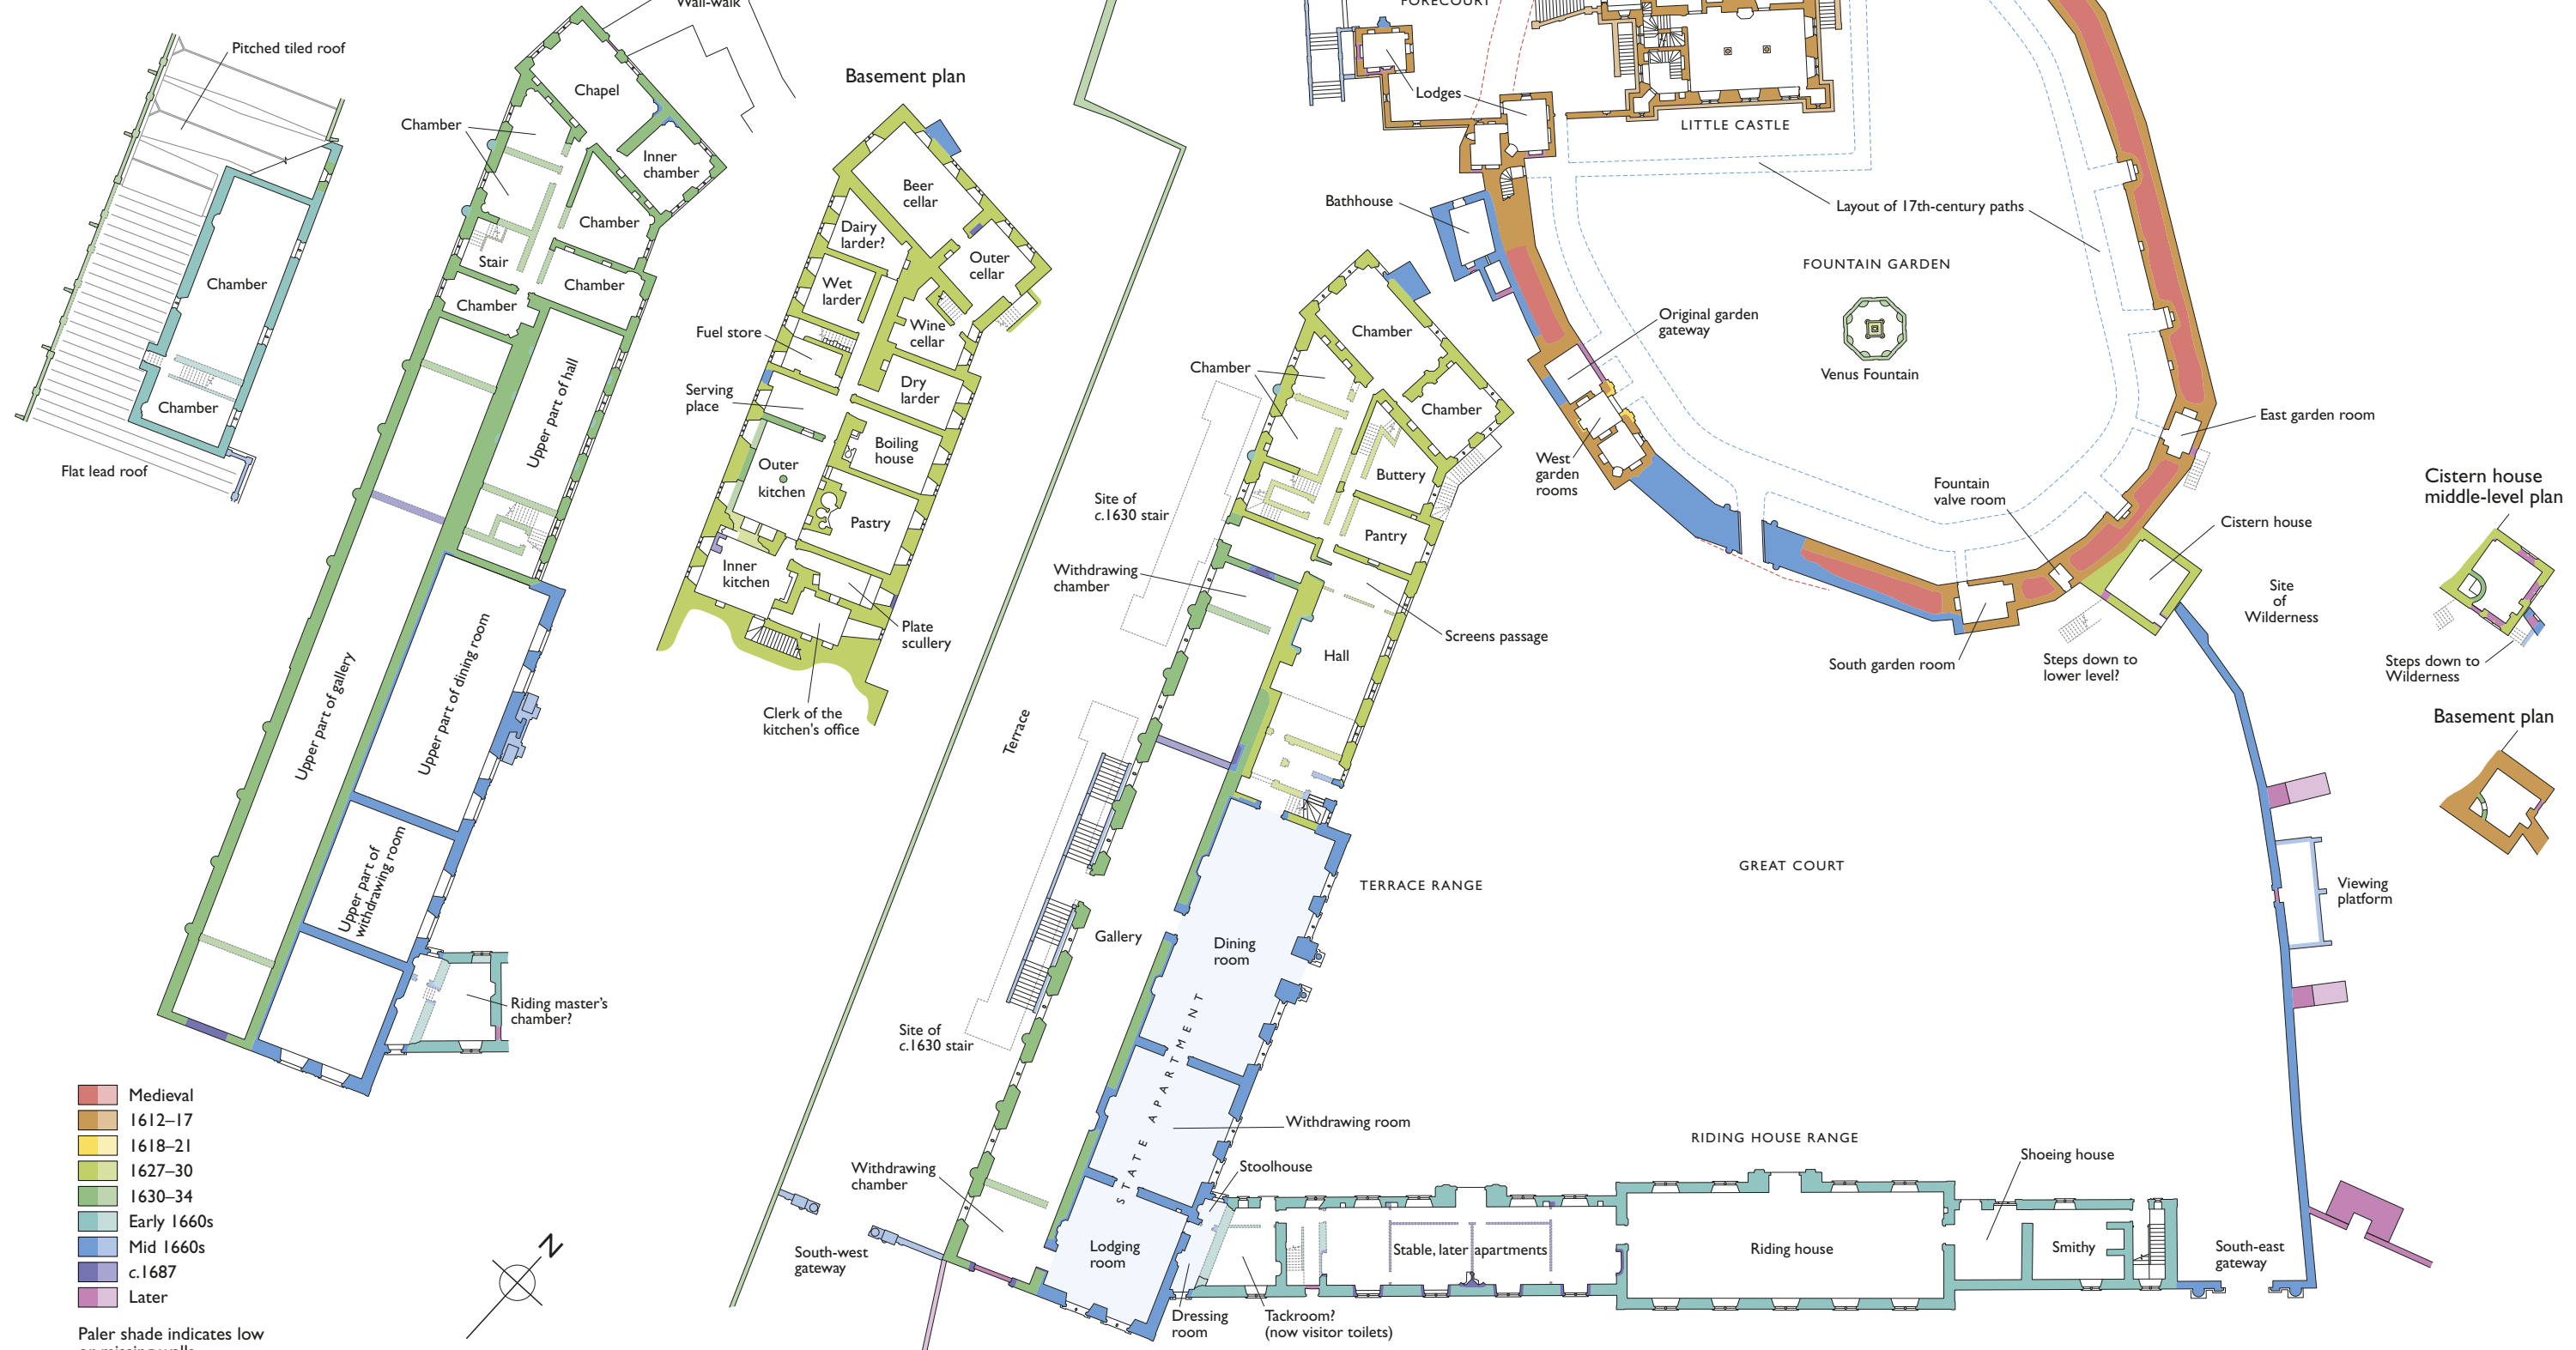 Wall-walk
FORECOURT
Pitched tiled roof
Chapel
Basement plan
Lodges
LITTLE CASTLE
Chamber
Inner
chamber
Beer
cellar
Bathhouse
Layout of 17th-century paths
Chamber
Dairy
larder?
Outer
cellar
FOUNTAIN GARDEN
Stair
Chamber
Chamber
Chamber
Chamber
Wet
larder
Wine
cellar
Original garden
gateway
Fuel store
Chamber
Venus Fountain
Dry
larder
Serving
place
Chamber
Chamber
Chamber
East garden room
Upper part of hall
Flat lead roof
Outer
kitchen
Boiling
house
Buttery
West
garden
rooms
Fountain
valve room
Cistern house
middle-level plan
Site of
c.1630 stair
Pastry
Pantry
Cistern house
Inner
kitchen
Withdrawing
chamber
Site
of
Wilderness
Plate
scullery
Screens passage
Hall
South garden room
Steps down to
lower level?
Steps down to
Wilderness
Upper part of gallery
Upper part of dining room
Clerk of the
kitchen's office
Terrace
Basement plan
Upper part of
withdrawing room
TERRACE RANGE
GREAT COURT
Viewing
platform
Gallery
Dining
room
Riding master's
chamber?
Site of
c.1630 stair
STATE APARTMENT
Withdrawing room
RIDING HOUSE RANGE
Withdrawing
chamber
Stoolhouse
Shoeing house
South-west
gateway
Lodging
room
Stable, later apartments
Riding house
Smithy
South-east
gateway
Dressing
room
Tackroom?
(now visitor toilets)
Medieval
1612–17
1618–21
1627–30
1630–34
Early 1660s
Mid 1660s
c.1687
Later
N
Paler shade indicates low